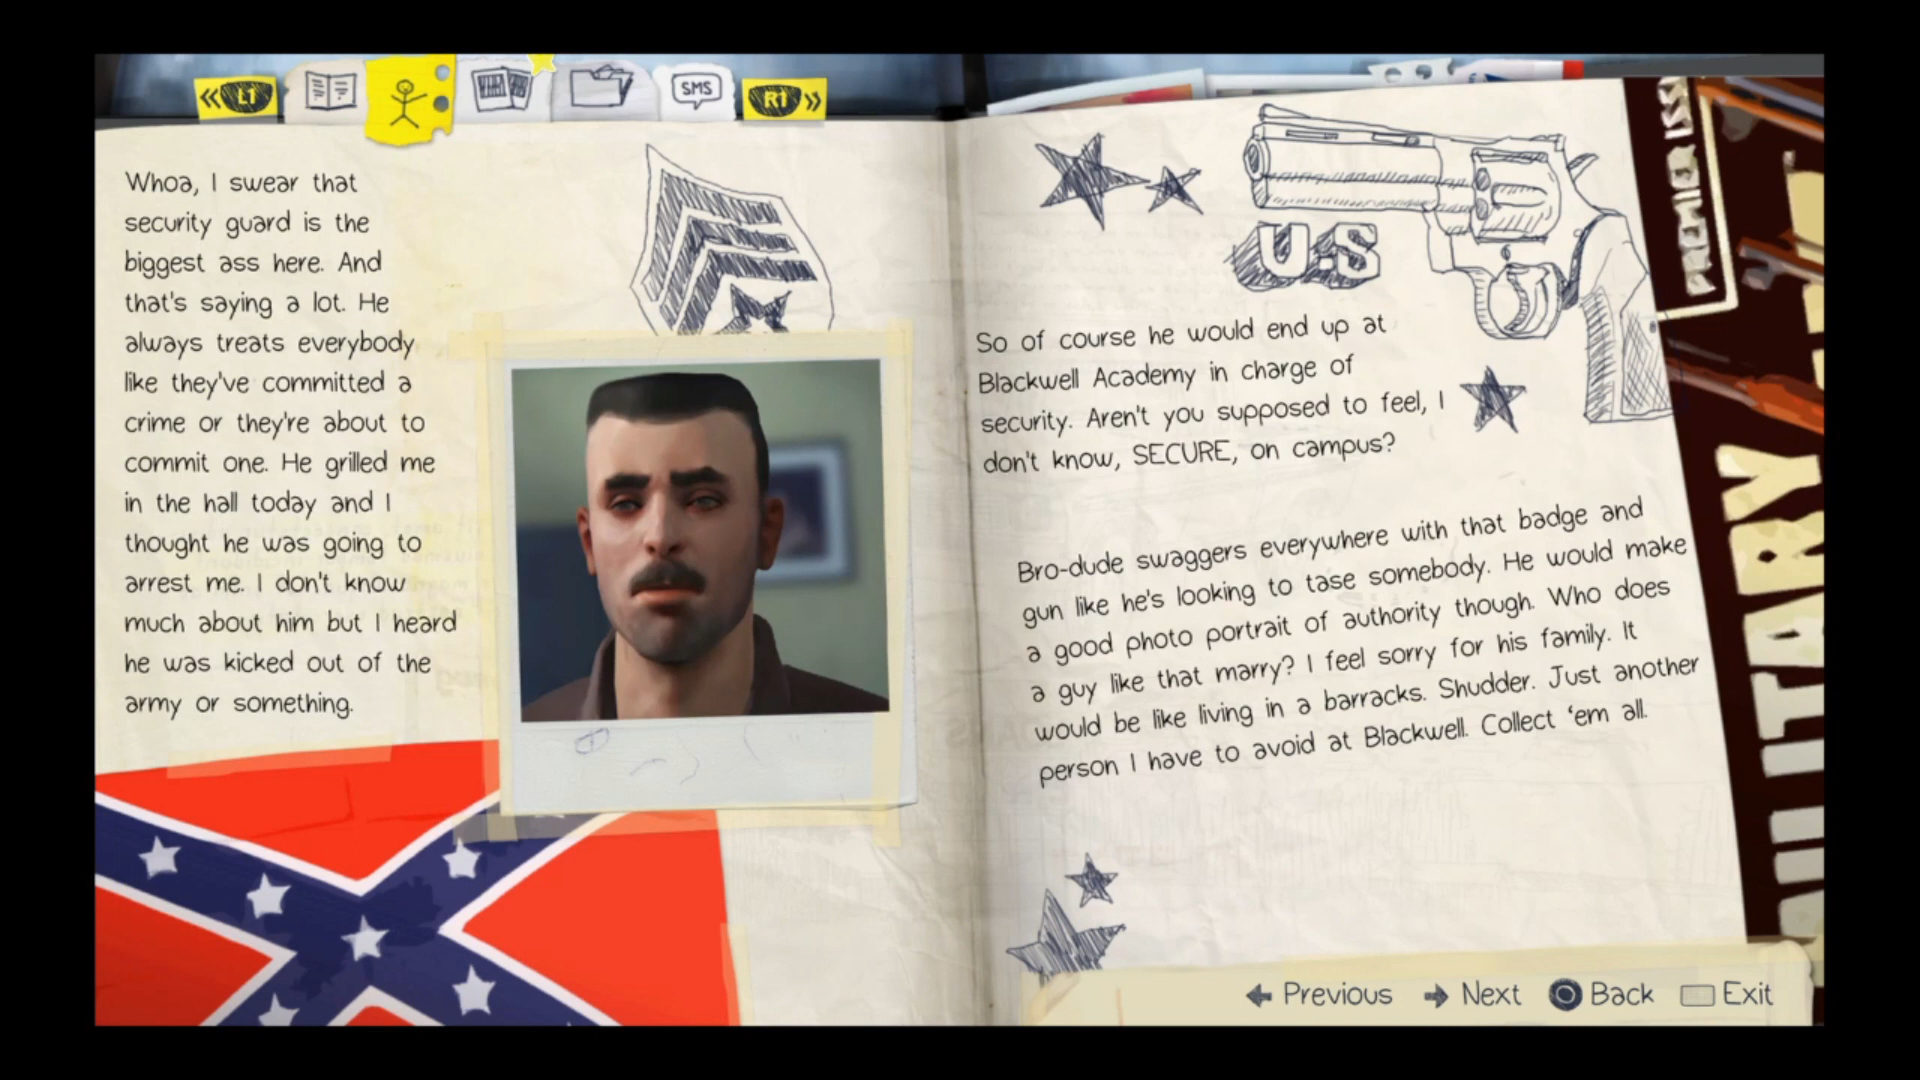 L1
SMS
R1
Whoa, I swear that
security guard is the
biggest ass here. And
that's saying a lot. He
always treats everybody
like they've committed a
crime or they're about to
commit one. He grilled me
in the hall today and I
thought he was going to
arrest me. I don't know
much about him but I heard
he was kicked out of the
army or something.
U.S
So of course he would end up at
Blackwell Academy in charge of
security. Aren't you supposed to feel, I
don't know, SECURE, on campus?
Bro-dude swaggers everywhere with that badge and
gun like he's looking to tase somebody. He would make
a good photo portrait of authority though. Who does
a guy like that marry? I feel sorry for his family. It
would be like living in a barracks. Shudder. Just another
person I have to avoid at Blackwell. Collect 'em all.
Previous Next Back Exit